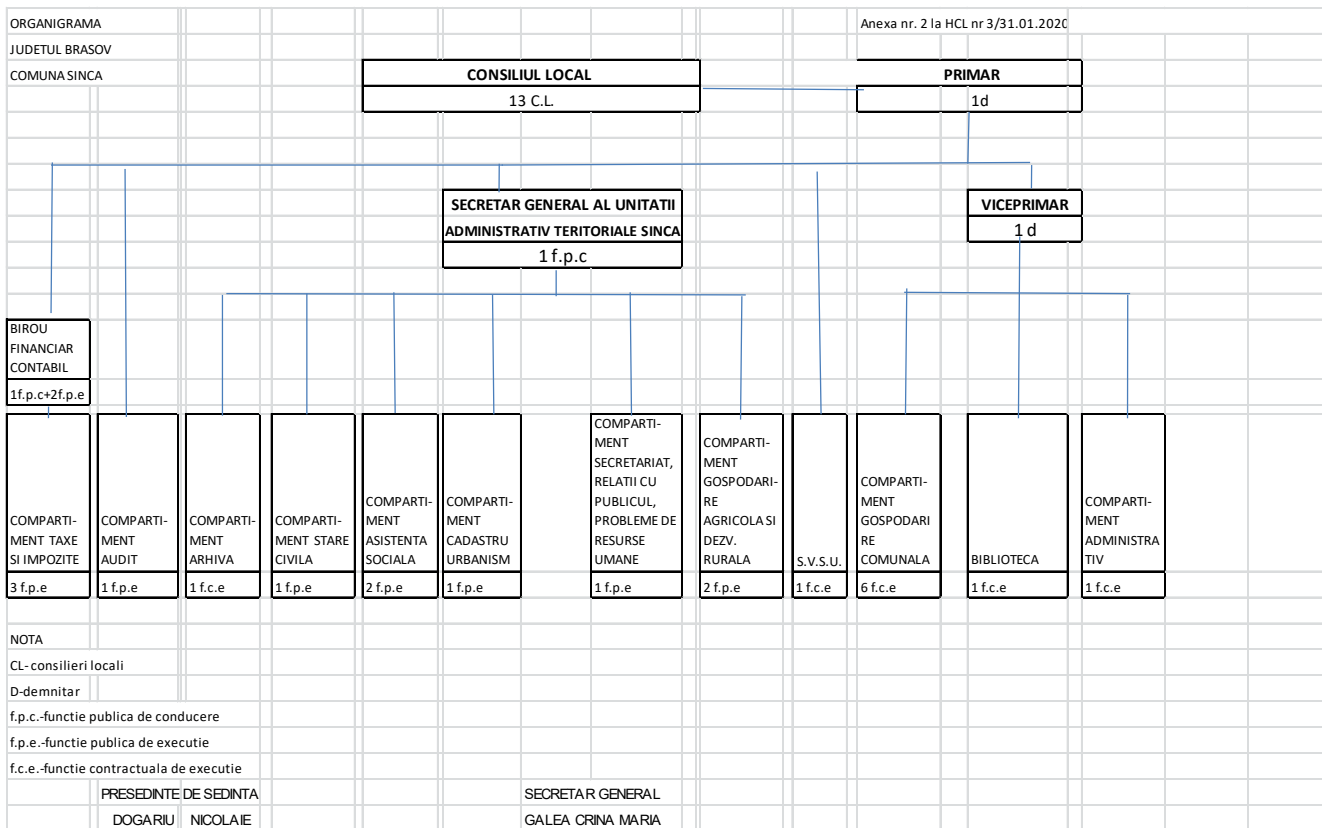 ORGANIGRAMA
Anexa nr. 2 la HCL nr 3/31.01.2020
JUDETUL BRASOV
COMUNA SINCA
CONSILIUL LOCAL
13 C.L.
PRIMAR
1d
SECRETAR GENERAL AL UNITATII
ADMINISTRATIV TERITORIALE SINCA
1 f.p.c
VICEPRIMAR
1 d
BIROU
FINANCIAR
CONTABIL
1f.p.c+2f.p.e
COMPARTI-
MENT TAXE
SI IMPOZITE
3 f.p.e
COMPARTI-
MENT
AUDIT
1 f.p.e
COMPARTI-
MENT
ARHIVA
1 f.c.e
COMPARTI-
MENT STARE
CIVILA
1 f.p.e
COMPARTI-
MENT
ASISTENTA
SOCIALA
2 f.p.e
COMPARTI-
MENT
CADASTRU
URBANISM
1 f.p.e
COMPARTI-
MENT
SECRETARIAT,
RELATII CU
PUBLICUL,
PROBLEME DE
RESURSE
UMANE
1 f.p.e
COMPARTI-
MENT
GOSPODARI-
RE
AGRICOLA SI
DEZV.
RURALA
2 f.p.e
S.V.S.U.
1 f.c.e
COMPARTI-
MENT
GOSPODARI
RE
COMUNALA
6 f.c.e
BIBLIOTECA
1 f.c.e
COMPARTI-
MENT
ADMINISTRA
TIV
1 f.c.e
NOTA
CL- consilieri locali
D-demnitar
f.p.c.-functie publica de conducere
f.p.e.-functie publica de executie
f.c.e.-functie contractuala de executie
PRESEDINTE DE SEDINTA
DOGARIU NICOLAIE
SECRETAR GENERAL
GALEA CRINA MARIA